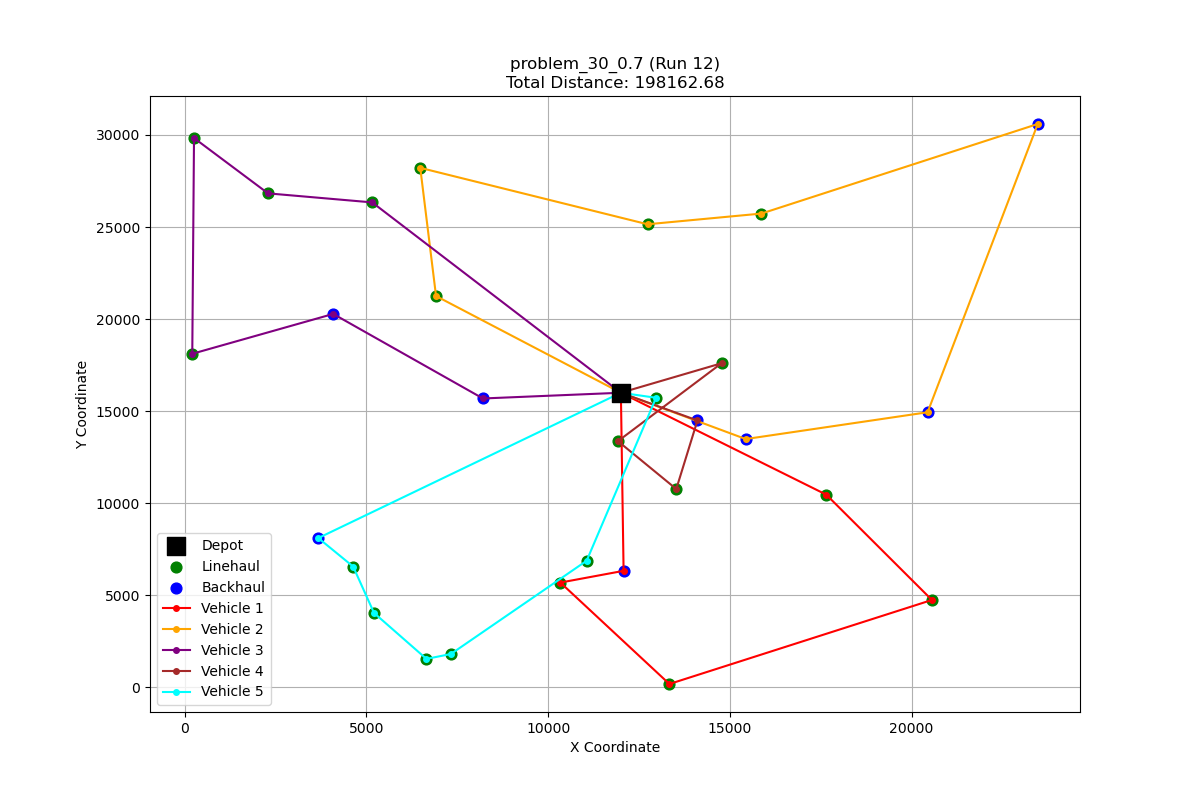 problem_30_0.7 (Run 12)
Total Distance: 198162.68
30000
25000
20000
15000
10000
5000
0
Y Coordinate
Depot
Linehaul
Backhaul
Vehicle 1
Vehicle 2
Vehicle 3
Vehicle 4
Vehicle 5
0
5000
10000
15000
20000
X Coordinate